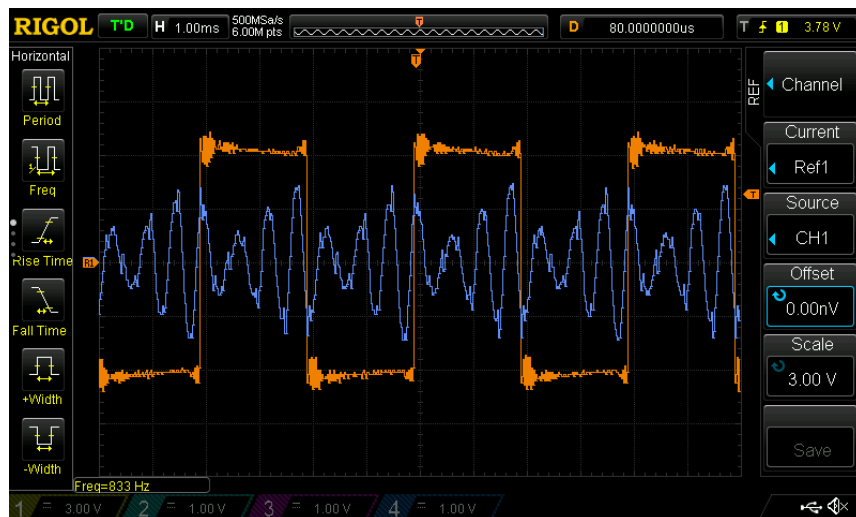 RIGOL T'D H 1.00ms 500MSa/s 6.00M pts T D 80.0000000us T 1 3.78 V
Horizontal
Period
Freq
Rise Time
Fall Time
+Width
-Width
T
R1
T
REF
Channel
Current
Ref1
Source
CH1
Offset
0.00nV
Scale
3.00 V
Save
Freq=833 Hz
1 = 3.00 V 2 = 1.00 V 3 = 1.00 V 4 = 1.00 V